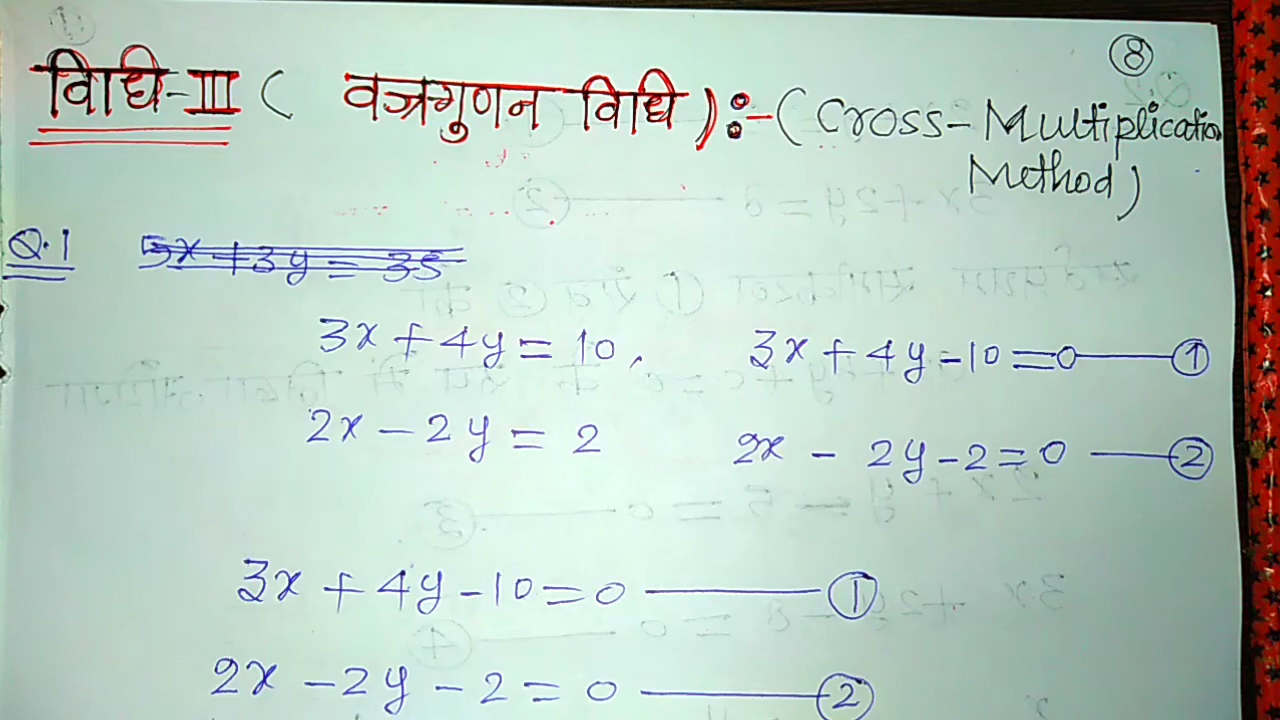 ⑧
विधि-III ( वज्रगुणन विधि ) :- ( Cross-Multiplication
Method )
Q.1 5x + 3y = 35
3x + 4y = 10, 3x + 4y - 10 = 0 —— ①
2x - 2y = 2 2x - 2y - 2 = 0 —— ②
3x + 4y - 10 = 0 —— ①
2x - 2y - 2 = 0 —— ②